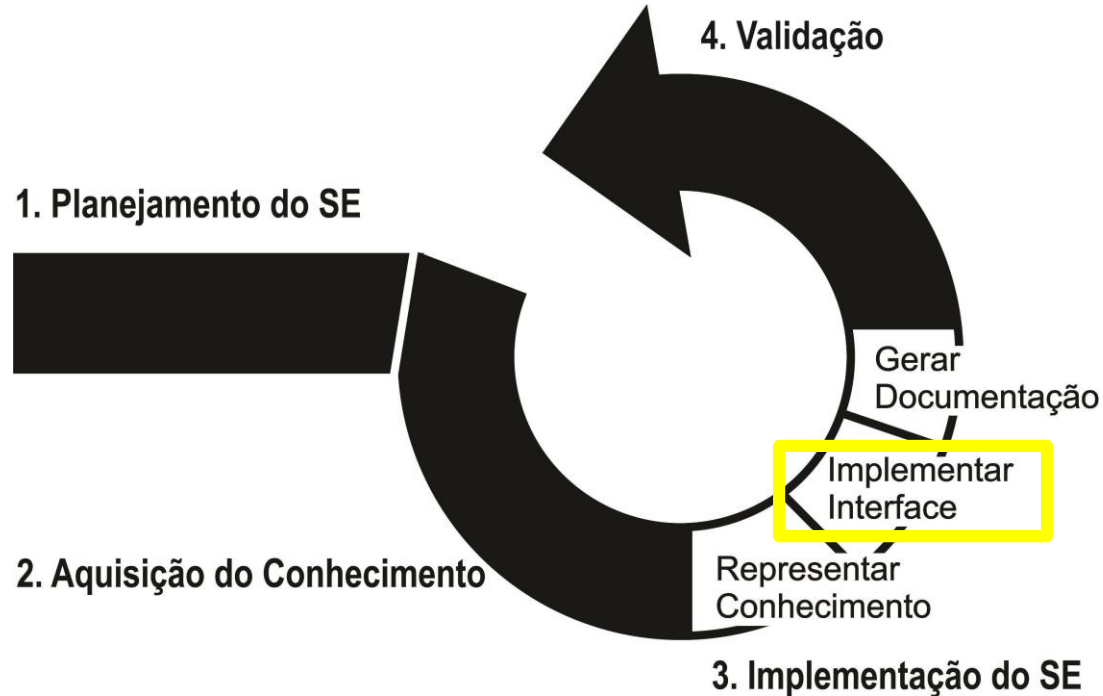 4. Validação
1. Planejamento do SE
Gerar
Documentação
Implementar
Interface
2. Aquisição do Conhecimento
Representar
Conhecimento
3. Implementação do SE